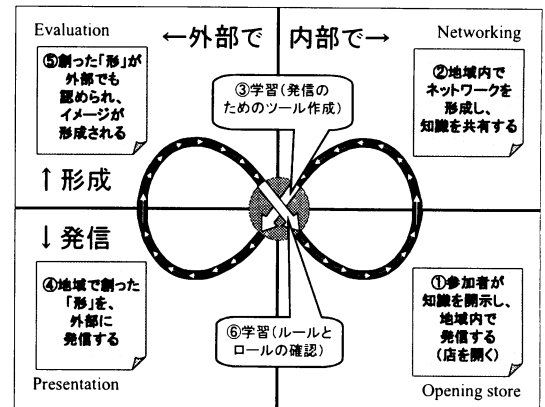 Evaluation
←外部で
内部で→
Networking
⑤創った「形」が
外部でも
認められ、
イメージが
形成される
③学習(発信の
ためのツール作成)
②地域内で
ネットワークを
形成し、
知識を共有する
↑形成
↓発信
④地域で創った
「形」を、
外部に
発信する
⑥学習(ルールと
ロールの確認)
①参加者が
知識を開示し、
地域内で
発信する
(店を開く)
Presentation
Opening store